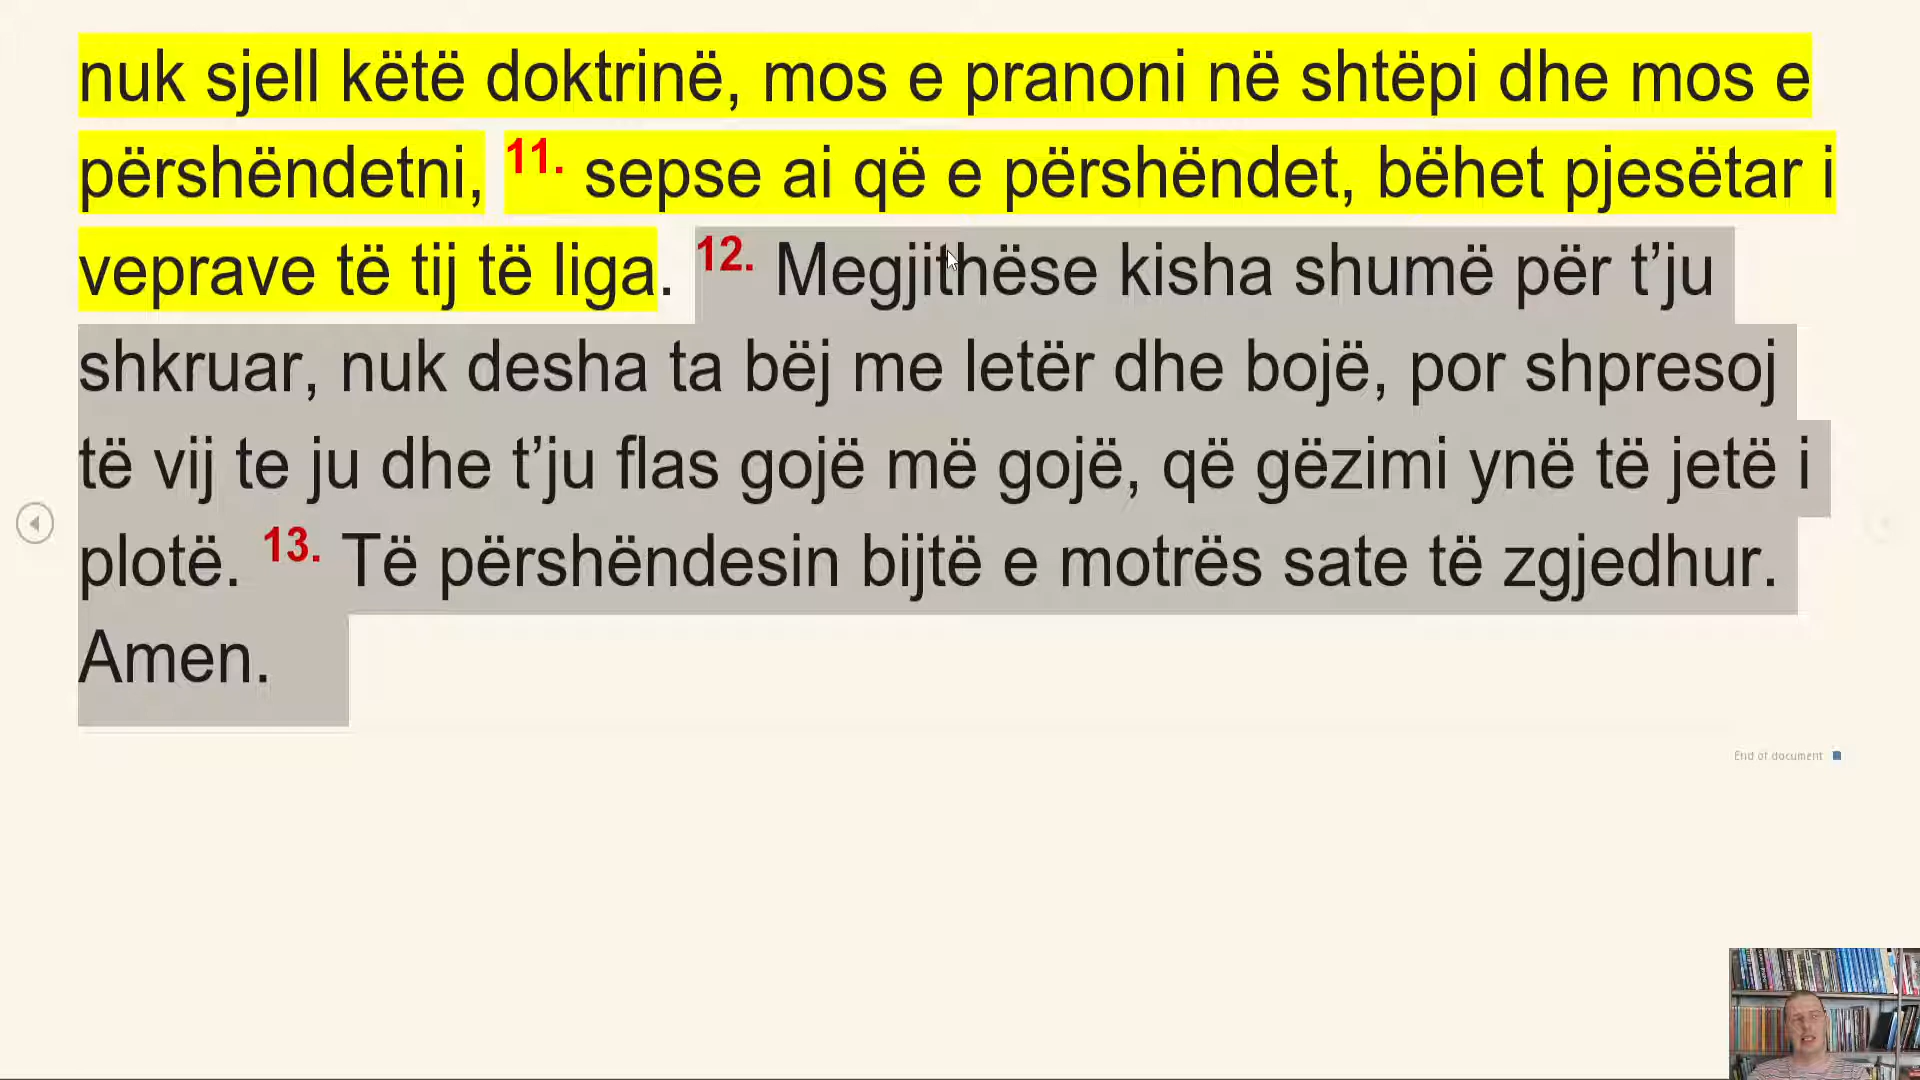 nuk sjell këtë doktrinë, mos e pranoni në shtëpi dhe mos e
përshëndetni, 11. sepse ai që e përshëndet, bëhet pjesëtar i
veprave të tij të liga. 12. Megjithëse kisha shumë për t’ju
shkruar, nuk desha ta bëj me letër dhe bojë, por shpresoj
të vij te ju dhe t’ju flas gojë më gojë, që gëzimi ynë të jetë i
plotë. 13. Të përshëndesin bijtë e motrës sate të zgjedhur.
Amen.
End of document